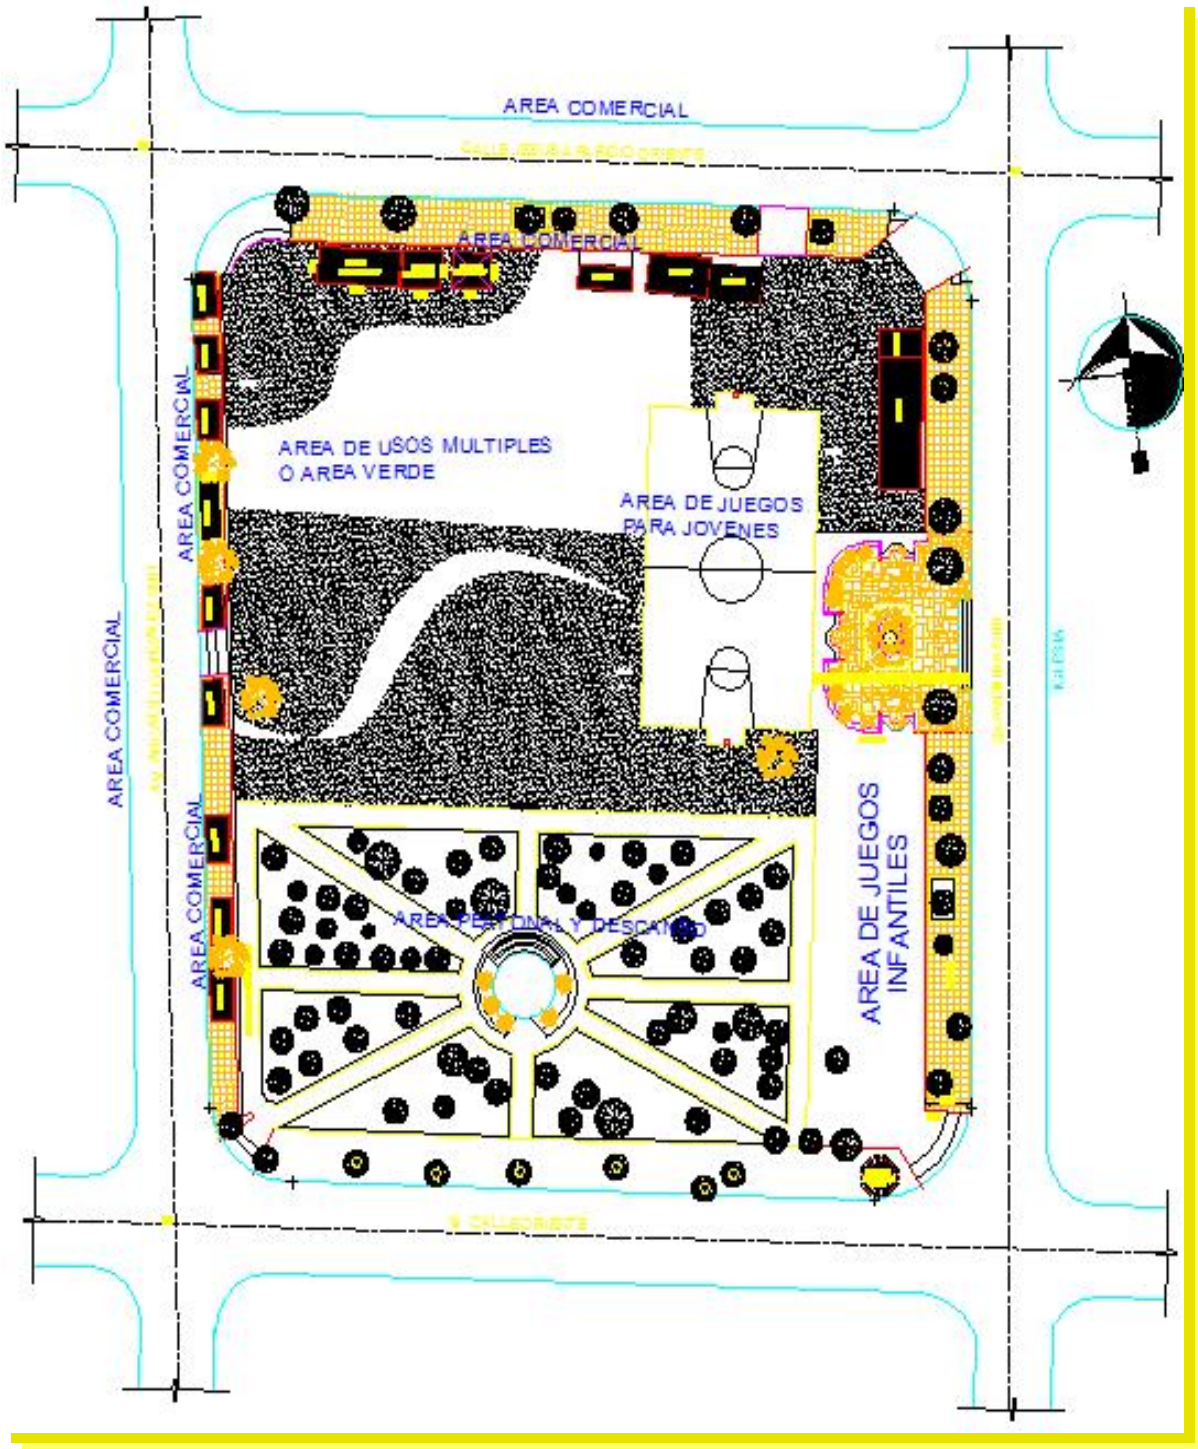 AREA COMERCIAL
AREA COMERCIAL
AREA COMERCIAL
AREA DE USOS MULTIPLES
O AREA VERDE
AREA DE JUEGOS
PARA JOVENES
AREA COMERCIAL
IGLESIA
AREA COMERCIAL
AREA DE JUEGOS
INFANTILES
AREA PEATONAL Y DESCANSO